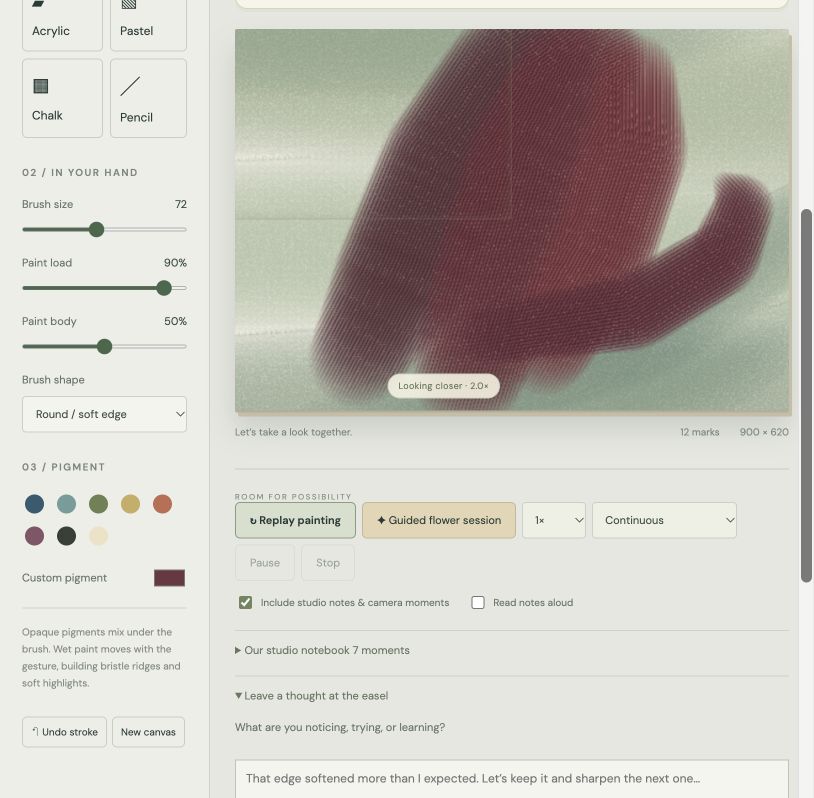 Acrylic
Pastel
Chalk
Pencil
02 / IN YOUR HAND
Brush size 72
Paint load 90%
Paint body 50%
Brush shape
Round / soft edge
03 / PIGMENT
Custom pigment
Opaque pigments mix under the
brush. Wet paint moves with the
gesture, building bristle ridges and
soft highlights.
Undo stroke
New canvas
Looking closer · 2.0×
Let's take a look together.
12 marks 900 × 620
ROOM FOR POSSIBILITY
↻ Replay painting
✦ Guided flower session
1×
Continuous
Pause
Stop
Include studio notes & camera moments
Read notes aloud
Our studio notebook 7 moments
Leave a thought at the easel
What are you noticing, trying, or learning?
That edge softened more than I expected. Let's keep it and sharpen the next one…